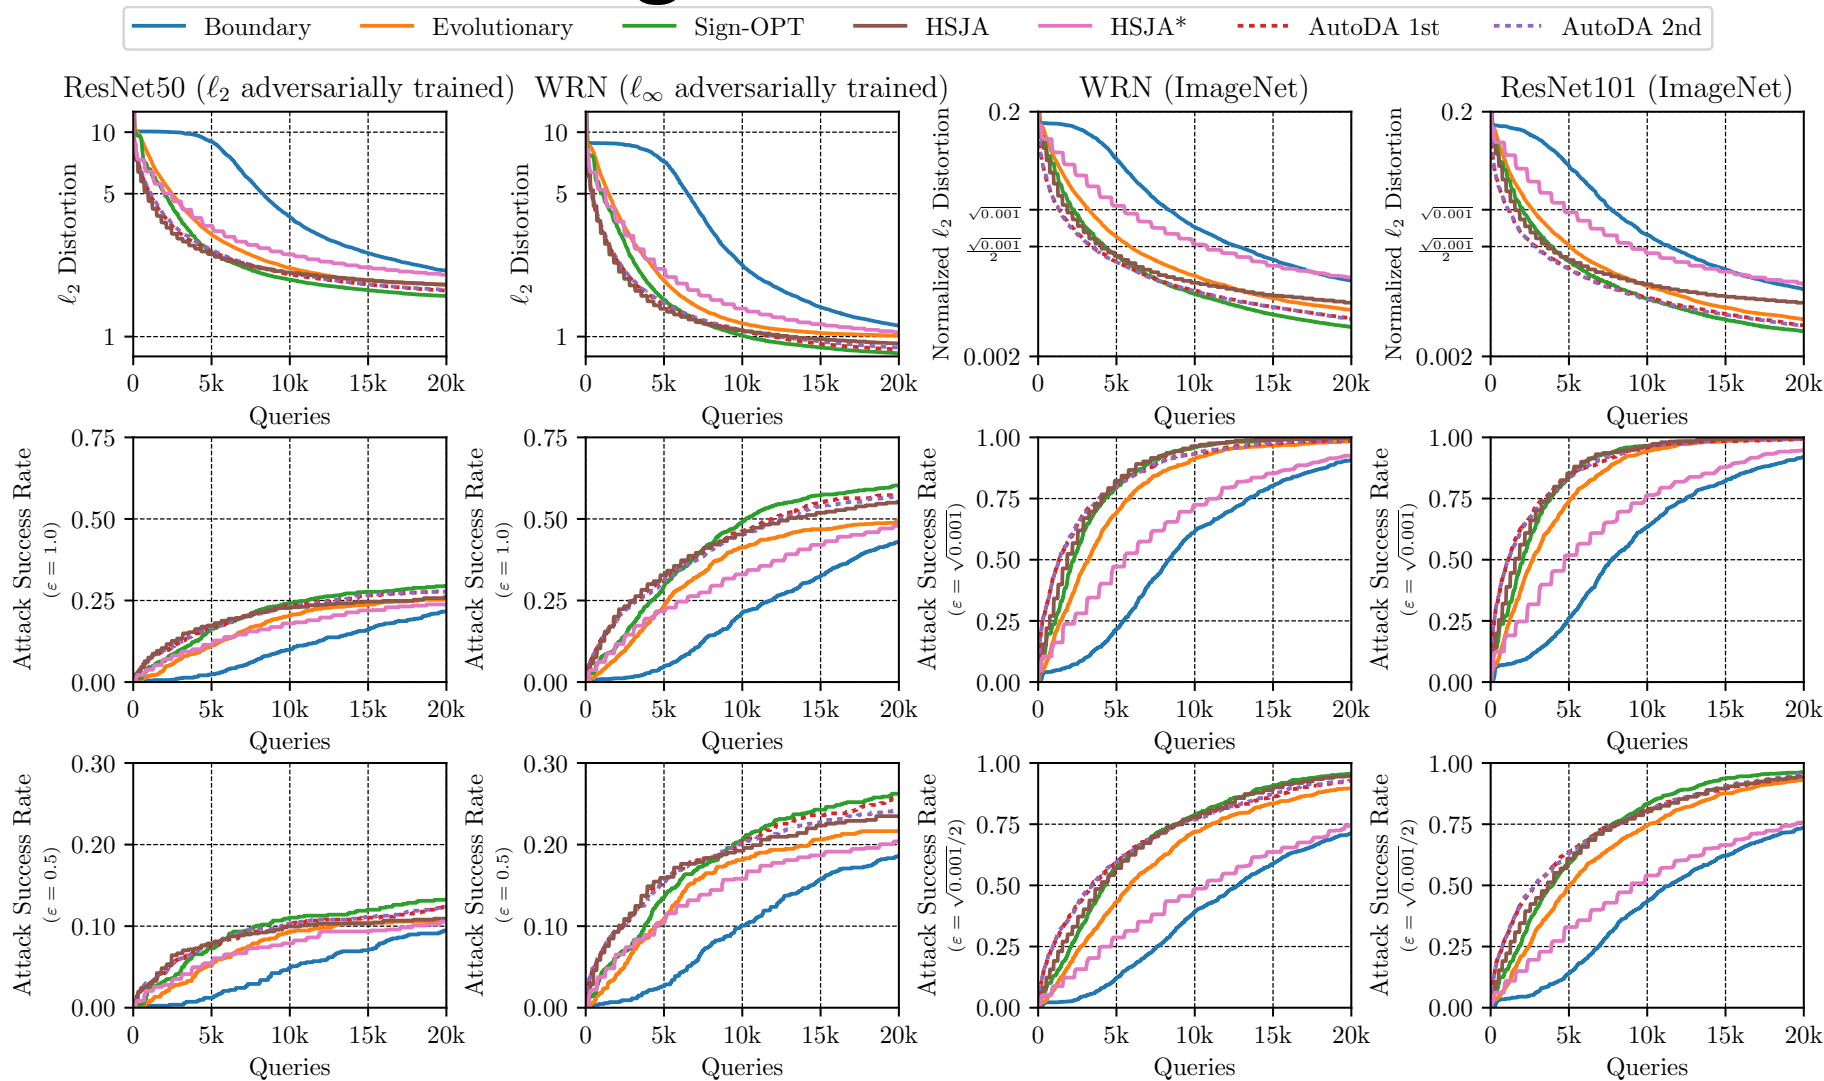 Boundary Evolutionary Sign-OPT HSJA HSJA* AutoDA 1st AutoDA 2nd
ResNet50 (ℓ₂ adversarially trained) WRN (ℓ∞ adversarially trained) WRN (ImageNet) ResNet101 (ImageNet)
ℓ₂ Distortion
10
5
1
0 5k 10k 15k 20k
Queries
ℓ₂ Distortion
10
5
1
0 5k 10k 15k 20k
Queries
Normalized ℓ₂ Distortion
0.2
√0.001
√0.001/2
0.002
0 5k 10k 15k 20k
Queries
Normalized ℓ₂ Distortion
0.2
√0.001
√0.001/2
0.002
0 5k 10k 15k 20k
Queries
Attack Success Rate
(ε = 1.0)
0.75
0.50
0.25
0.00
0 5k 10k 15k 20k
Queries
Attack Success Rate
(ε = 1.0)
0.75
0.50
0.25
0.00
0 5k 10k 15k 20k
Queries
Attack Success Rate
(ε = √0.001)
1.00
0.75
0.50
0.25
0.00
0 5k 10k 15k 20k
Queries
Attack Success Rate
(ε = √0.001)
1.00
0.75
0.50
0.25
0.00
0 5k 10k 15k 20k
Queries
Attack Success Rate
(ε = 0.5)
0.30
0.20
0.10
0.00
0 5k 10k 15k 20k
Queries
Attack Success Rate
(ε = 0.5)
0.30
0.20
0.10
0.00
0 5k 10k 15k 20k
Queries
Attack Success Rate
(ε = √0.001/2)
1.00
0.75
0.50
0.25
0.00
0 5k 10k 15k 20k
Queries
Attack Success Rate
(ε = √0.001/2)
1.00
0.75
0.50
0.25
0.00
0 5k 10k 15k 20k
Queries